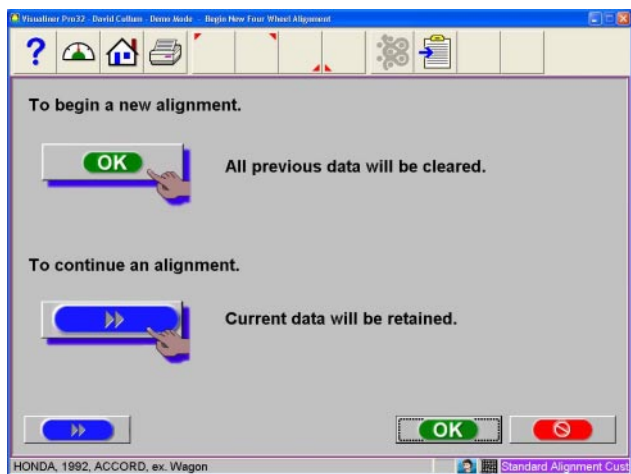 Visualiner Pro32 - David Cullum - Demo Mode - Begin New Four Wheel Alignment
?
To begin a new alignment.
OK
All previous data will be cleared.
To continue an alignment.
Current data will be retained.
OK
HONDA, 1992, ACCORD, ex. Wagon
Standard Alignment Cust